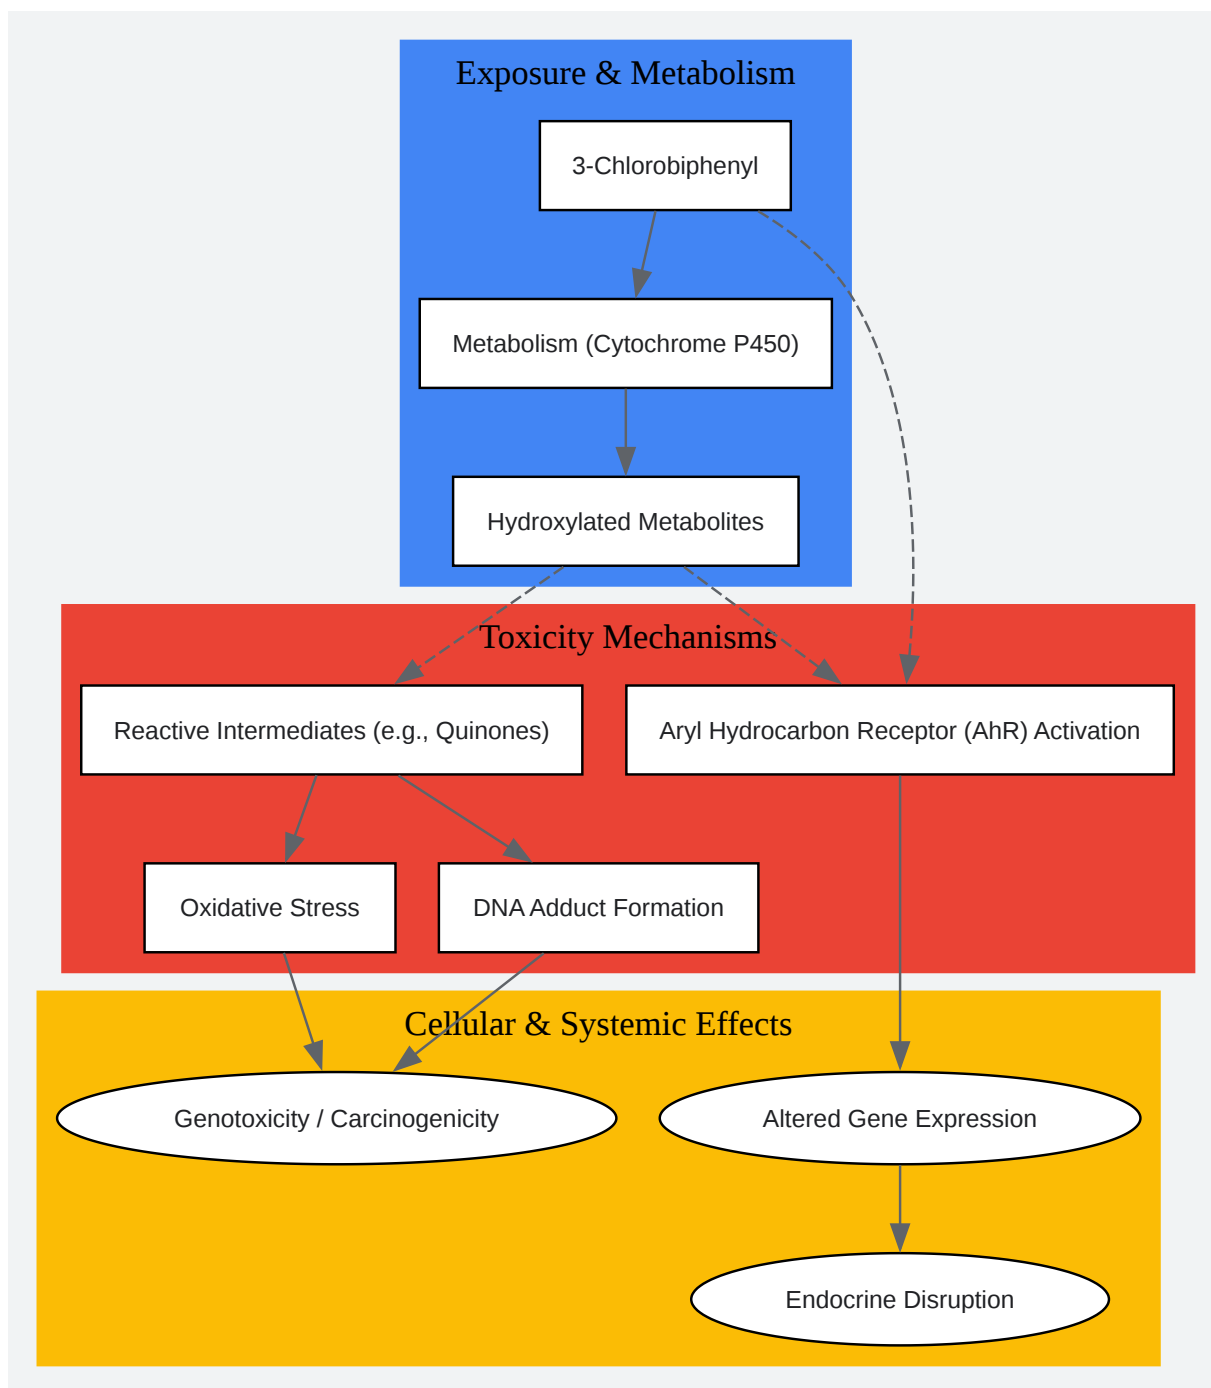 Exposure & Metabolism
3-Chlorobiphenyl
Metabolism (Cytochrome P450)
Hydroxylated Metabolites
Toxicity Mechanisms
Reactive Intermediates (e.g., Quinones)
Aryl Hydrocarbon Receptor (AhR) Activation
Oxidative Stress
DNA Adduct Formation
Cellular & Systemic Effects
Genotoxicity / Carcinogenicity
Altered Gene Expression
Endocrine Disruption